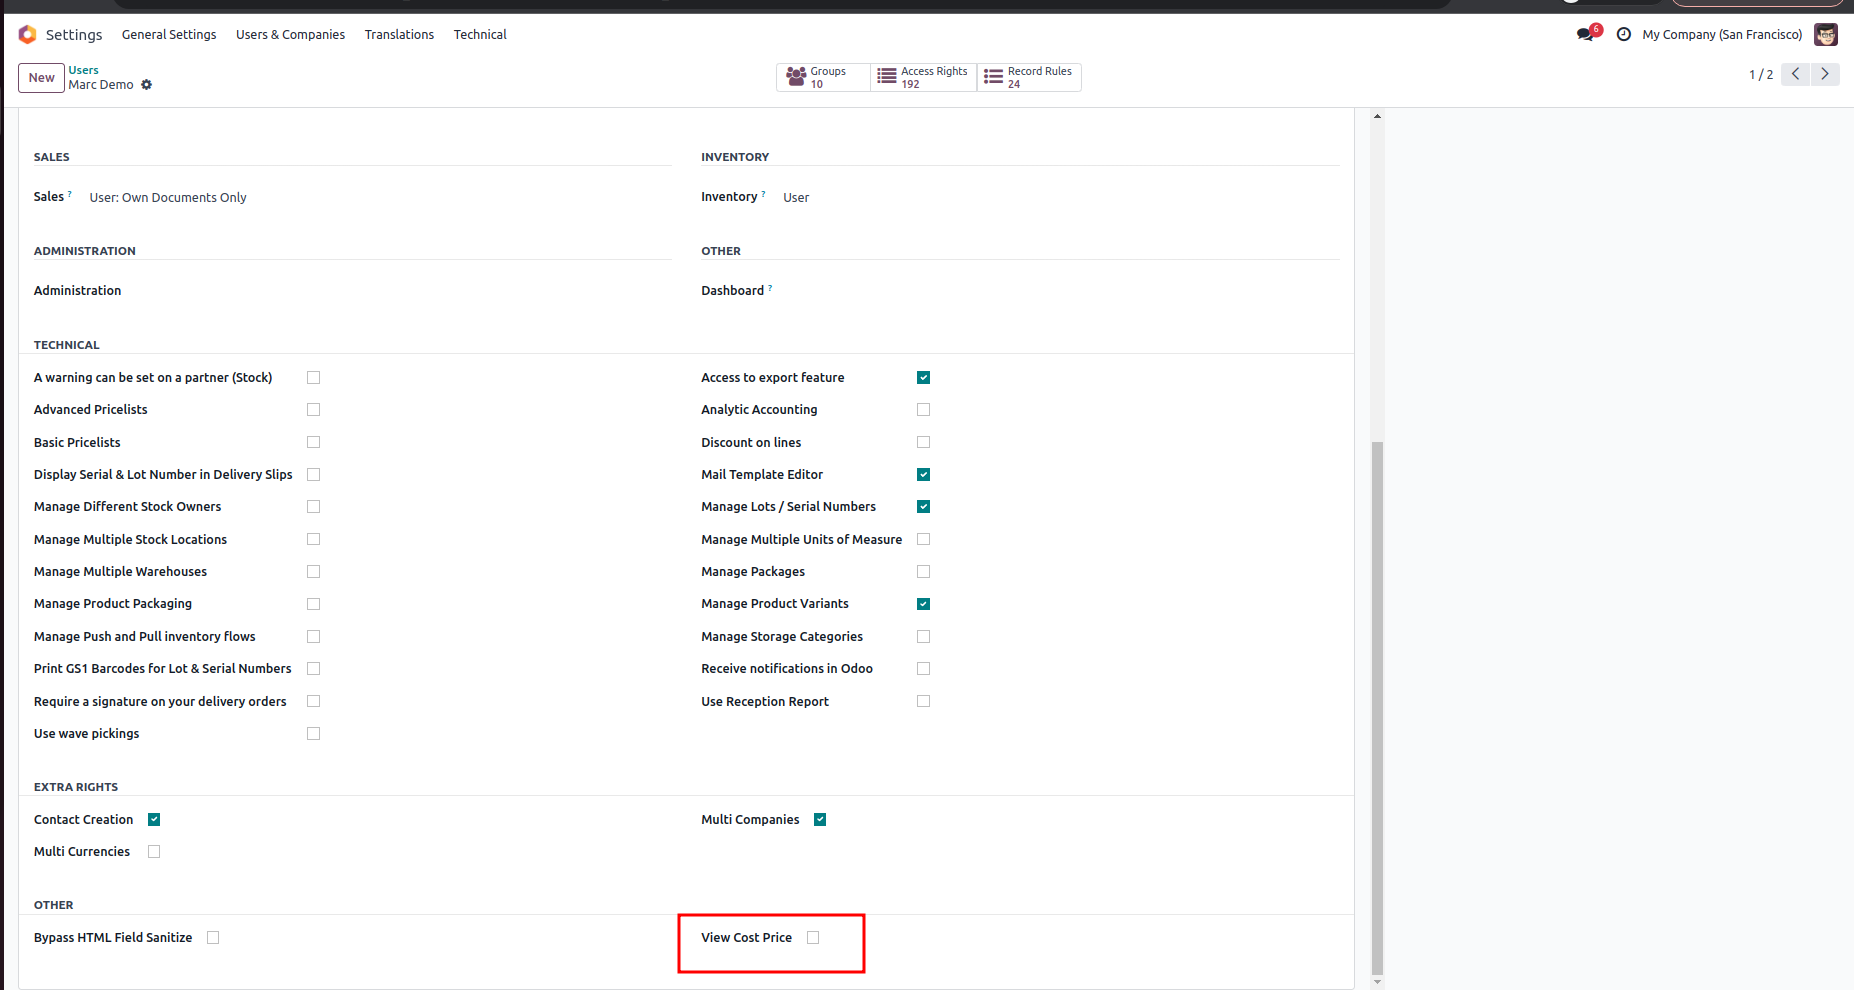 Settings General Settings Users & Companies Translations Technical 6 My Company (San Francisco)
New Users Groups 10 Access Rights 192 Record Rules 24 1 / 2
Marc Demo
SALES INVENTORY
Sales ? User: Own Documents Only Inventory ? User
ADMINISTRATION OTHER
Administration Dashboard ?
TECHNICAL
A warning can be set on a partner (Stock) Access to export feature
Advanced Pricelists Analytic Accounting
Basic Pricelists Discount on lines
Display Serial & Lot Number in Delivery Slips Mail Template Editor
Manage Different Stock Owners Manage Lots / Serial Numbers
Manage Multiple Stock Locations Manage Multiple Units of Measure
Manage Multiple Warehouses Manage Packages
Manage Product Packaging Manage Product Variants
Manage Push and Pull inventory flows Manage Storage Categories
Print GS1 Barcodes for Lot & Serial Numbers Receive notifications in Odoo
Require a signature on your delivery orders Use Reception Report
Use wave pickings
EXTRA RIGHTS
Contact Creation Multi Companies
Multi Currencies
OTHER
Bypass HTML Field Sanitize View Cost Price